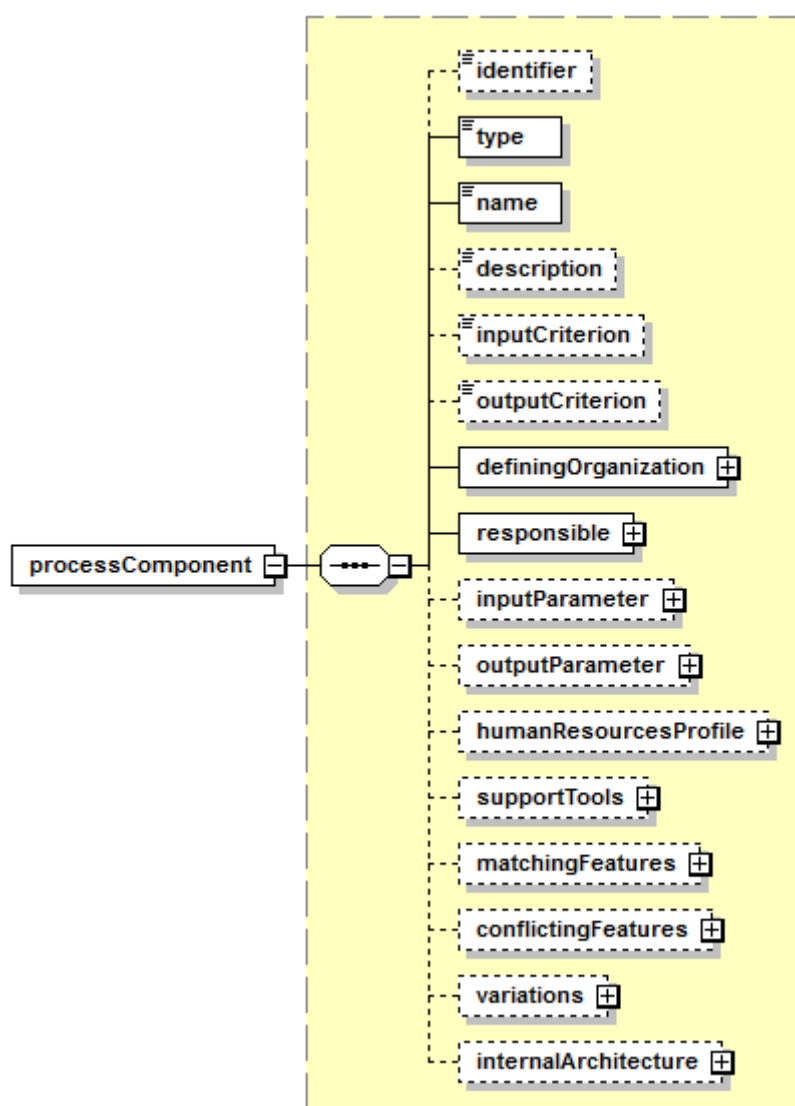 identifier
type
name
description
inputCriterion
outputCriterion
definingOrganization
responsible
processComponent
inputParameter
outputParameter
humanResourcesProfile
supportTools
matchingFeatures
conflictingFeatures
variations
internalArchitecture